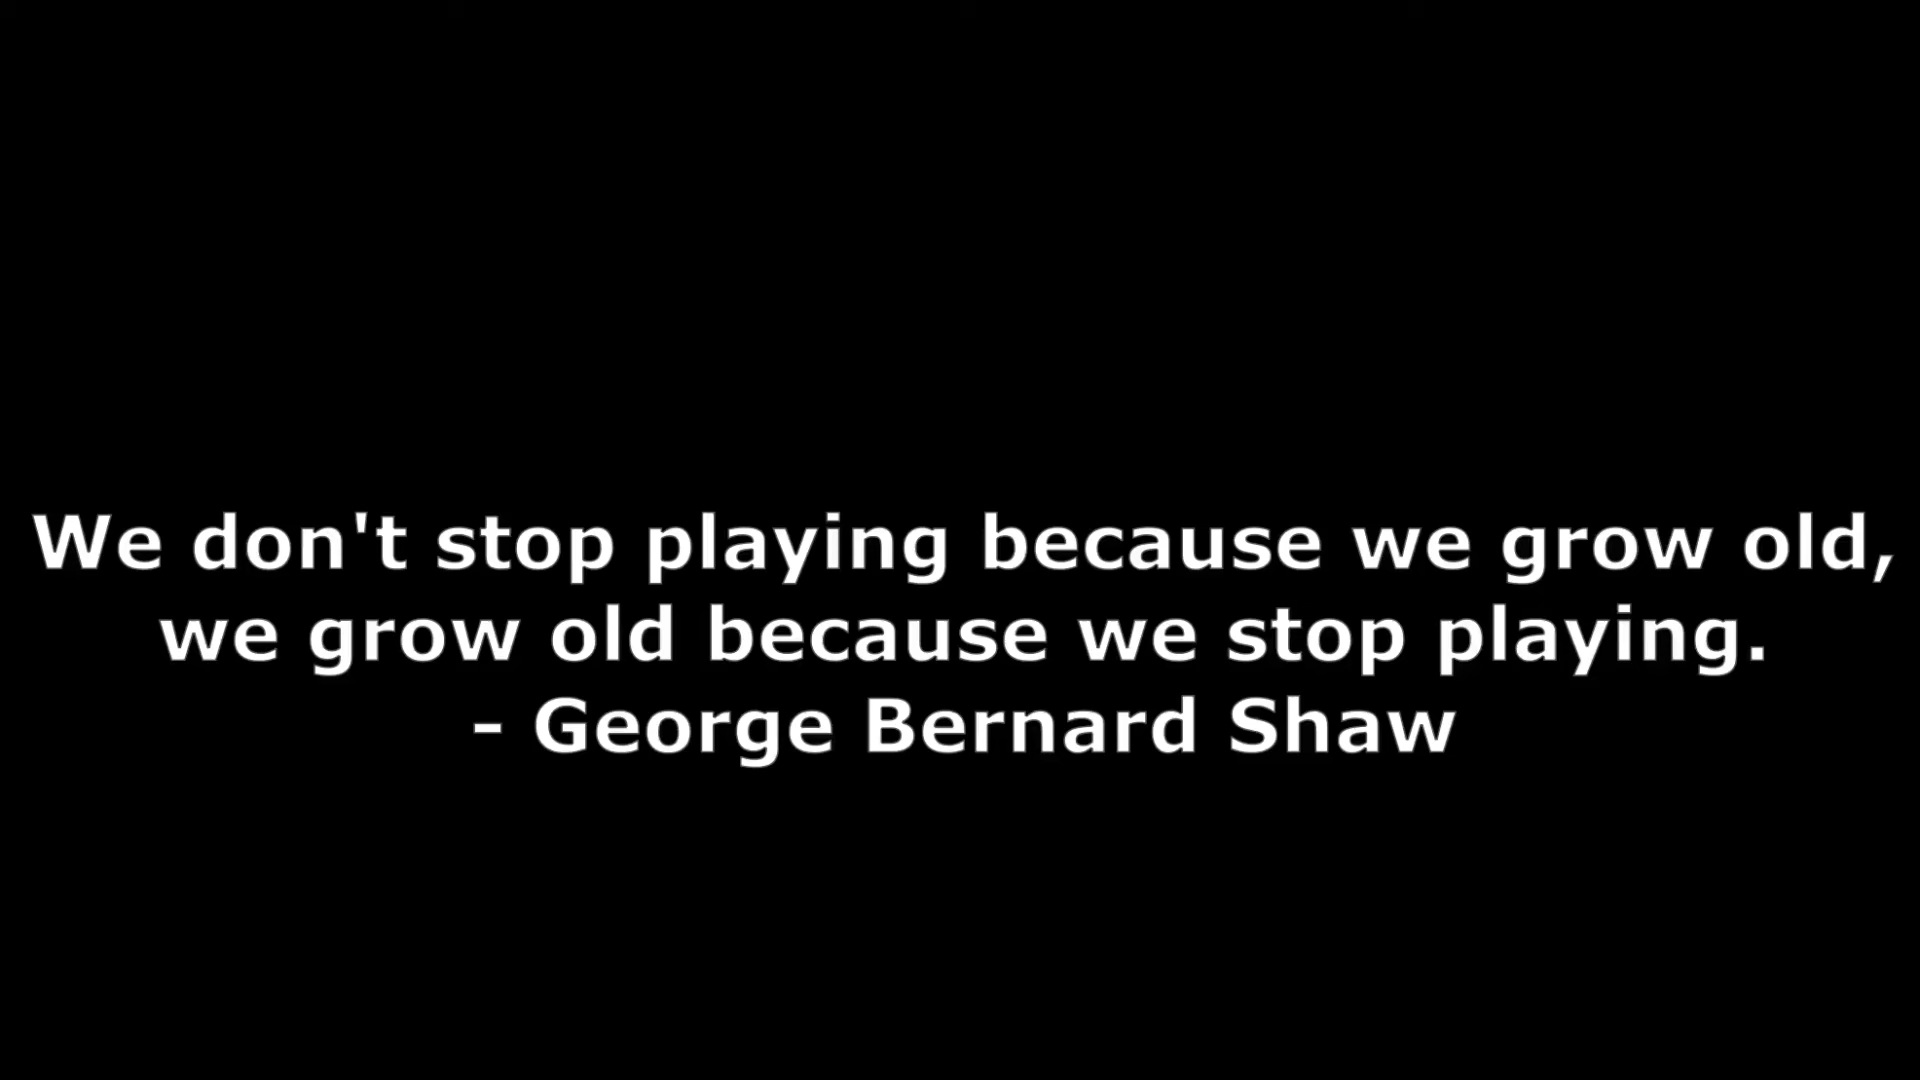 We don't stop playing because we grow old,
we grow old because we stop playing.
- George Bernard Shaw